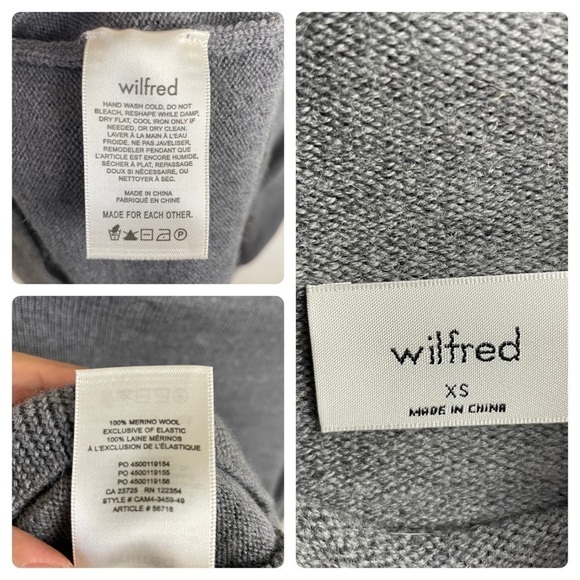 wilfred
HAND WASH COLD, DO NOT
BLEACH, RESHAPE WHILE DAMP,
DRY FLAT, COOL IRON ONLY IF
NEEDED, OR DRY CLEAN.
LAVER À LA MAIN À L'EAU
FROIDE, NE PAS JAVELISER,
REMODELER PENDANT QUE
L'ARTICLE EST ENCORE HUMIDE,
SÉCHER À PLAT, REPASSAGE
DOUX SI NÉCESSAIRE, OU
NETTOYER À SEC.
MADE IN CHINA
FABRIQUÉ EN CHINE
MADE FOR EACH OTHER.
P
wilfred
XS
MADE IN CHINA
100% MERINO WOOL
EXCLUSIVE OF ELASTIC
100% LAINE MÉRINOS
À L'EXCLUSION DE L'ÉLASTIQUE
PO 4500119154
PO 4500119155
PO 4500119156
CA 23725 RN 122354
STYLE # CAM4-3459-49
ARTICLE # 56715